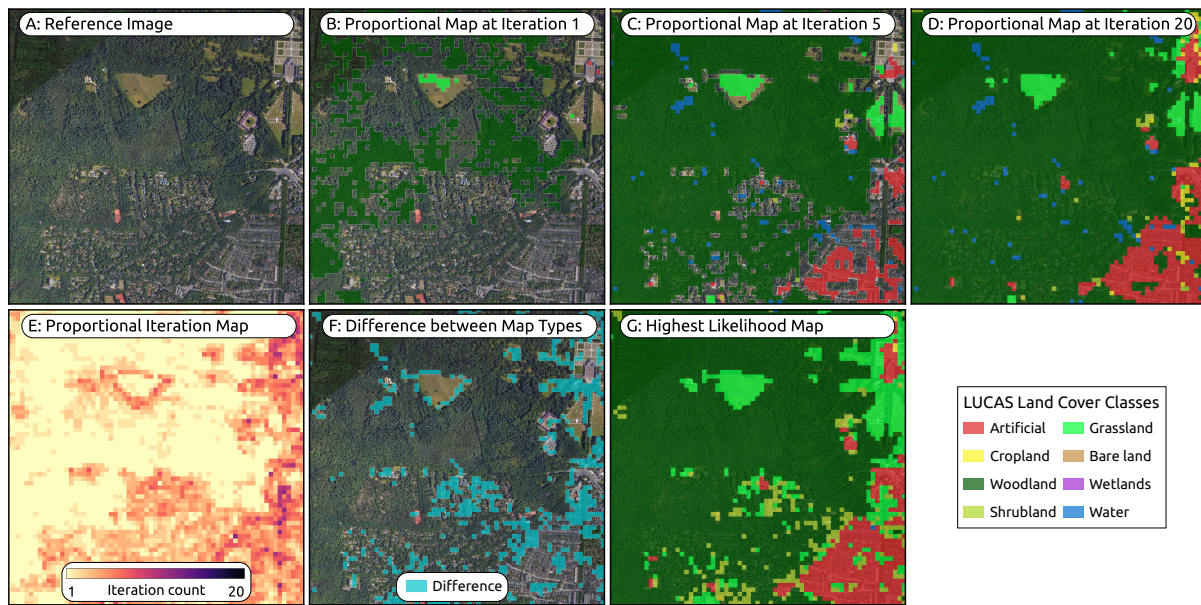 A: Reference Image
B: Proportional Map at Iteration 1
C: Proportional Map at Iteration 5
D: Proportional Map at Iteration 20
E: Proportional Iteration Map
F: Difference between Map Types
G: Highest Likelihood Map
1 Iteration count 20
Difference
LUCAS Land Cover Classes
Artificial
Grassland
Cropland
Bare land
Woodland
Wetlands
Shrubland
Water